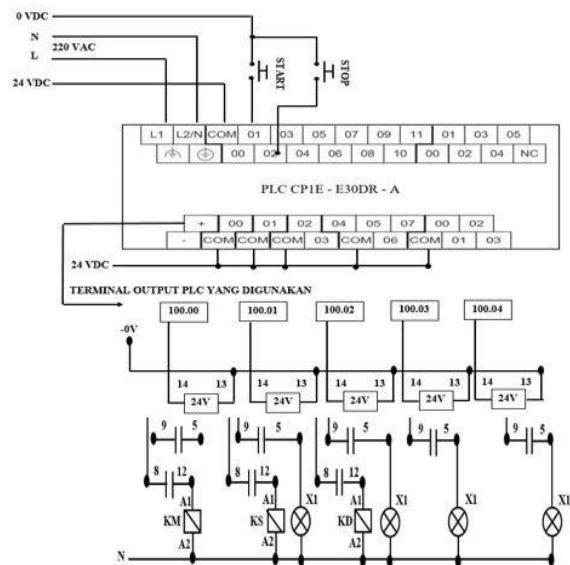 0 VDC
N
220 VAC
L
24 VDC
START
STOP
L1 L2/N COM 01 03 05 07 09 11 01 03 05
00 02 04 06 08 10 00 02 04 NC
PLC CP1E - E30DR - A
+ 00 01 02 04 05 07 00 02
- COM COM COM 03 COM 06 COM 01 03
24 VDC
TERMINAL OUTPUT PLC YANG DIGUNAKAN
100.00 100.01 100.02 100.03 100.04
-0V
14 13 14 13 14 13 14 13 14 13
24V 24V 24V 24V 24V
9 5 9 5 9 5 9 5 9 5
8 12 8 12 8 12
A1 A1 X1 A1 X1 X1 X1
KM KS KD
A2 A2 A2
N